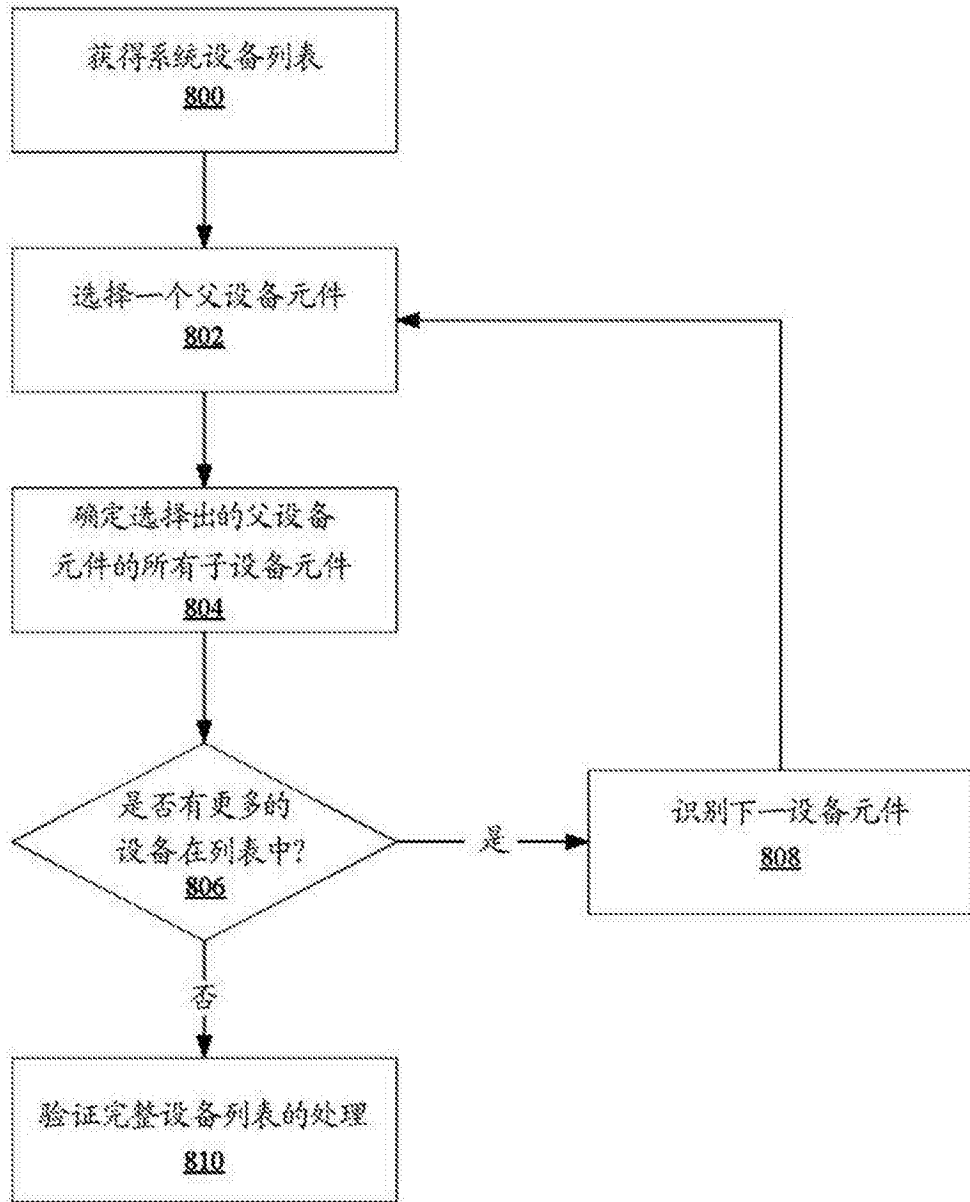 获得系统设备列表
800
选择一个父设备元件
802
确定选择出的父设备
元件的所有子设备元件
804
是否有更多的
设备在列表中?
806
是
识别下一设备元件
808
否
验证完整设备列表的处理
810